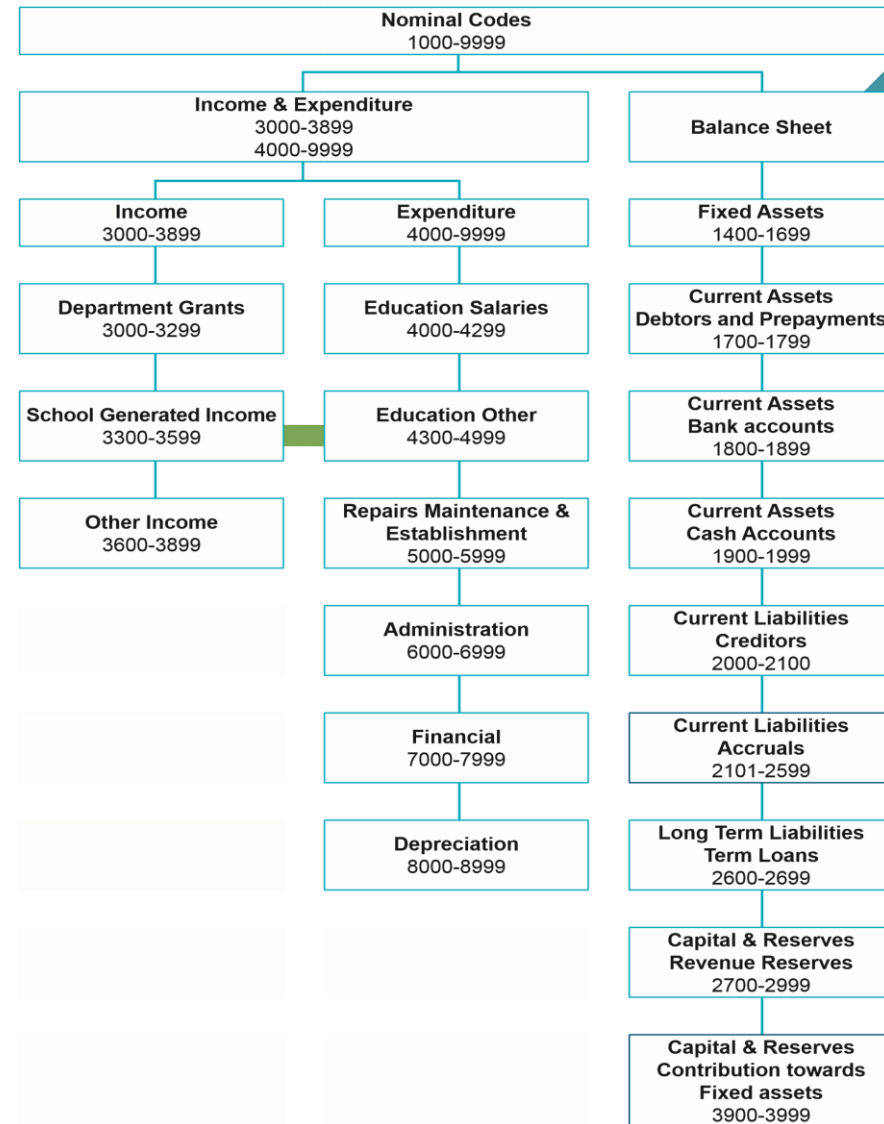 Nominal Codes
1000-9999
Income & Expenditure
3000-3899
4000-9999
Balance Sheet
Income
3000-3899
Expenditure
4000-9999
Fixed Assets
1400-1699
Department Grants
3000-3299
Education Salaries
4000-4299
Current Assets
Debtors and Prepayments
1700-1799
School Generated Income
3300-3599
Education Other
4300-4999
Current Assets
Bank accounts
1800-1899
Other Income
3600-3899
Repairs Maintenance &
Establishment
5000-5999
Current Assets
Cash Accounts
1900-1999
Administration
6000-6999
Current Liabilities
Creditors
2000-2100
Financial
7000-7999
Current Liabilities
Accruals
2101-2599
Depreciation
8000-8999
Long Term Liabilities
Term Loans
2600-2699
Capital & Reserves
Revenue Reserves
2700-2999
Capital & Reserves
Contribution towards
Fixed assets
3900-3999